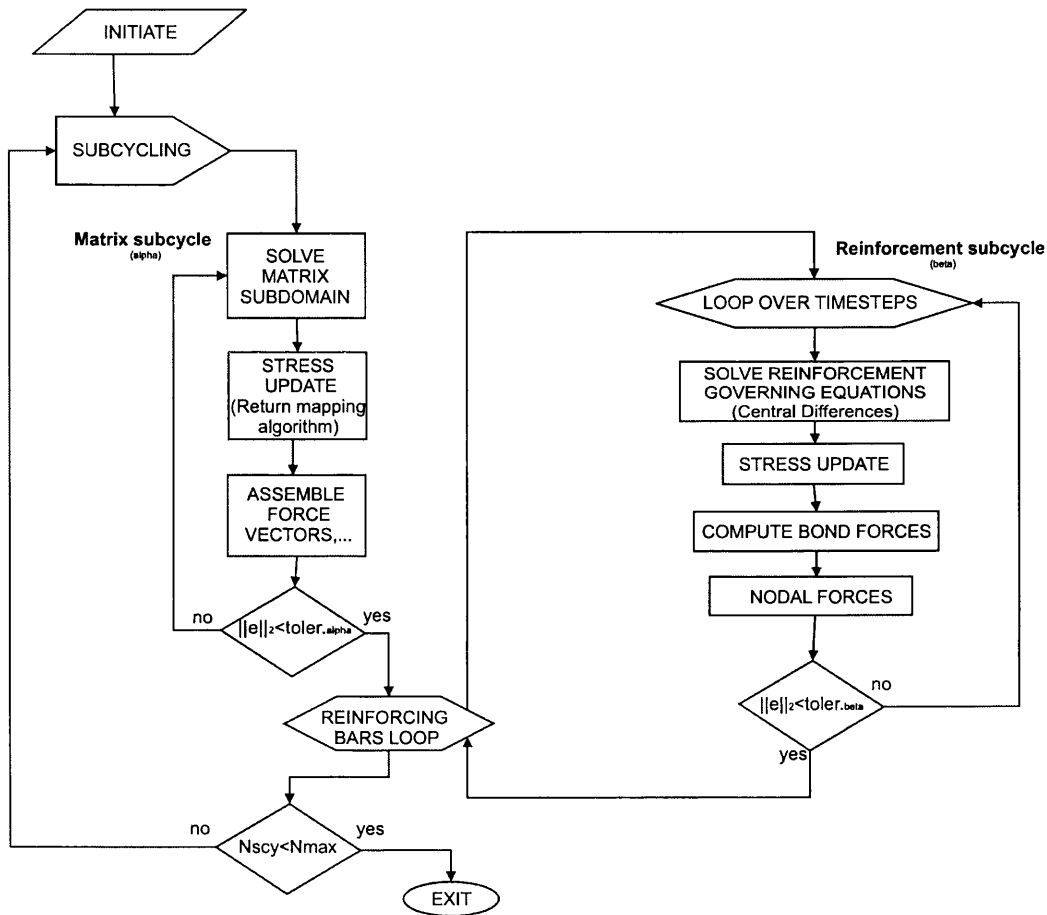 INITIATE
SUBCYCLING
Matrix subcycle
(alpha)
SOLVE
MATRIX
SUBDOMAIN
STRESS
UPDATE
(Return mapping
algorithm)
ASSEMBLE
FORCE
VECTORS,...
no
||e||₂<toler.alpha
yes
REINFORCING
BARS LOOP
no
Nscy<Nmax
yes
EXIT
Reinforcement subcycle
(beta)
LOOP OVER TIMESTEPS
SOLVE REINFORCEMENT
GOVERNING EQUATIONS
(Central Differences)
STRESS UPDATE
COMPUTE BOND FORCES
NODAL FORCES
||e||₂<toler.beta
no
yes